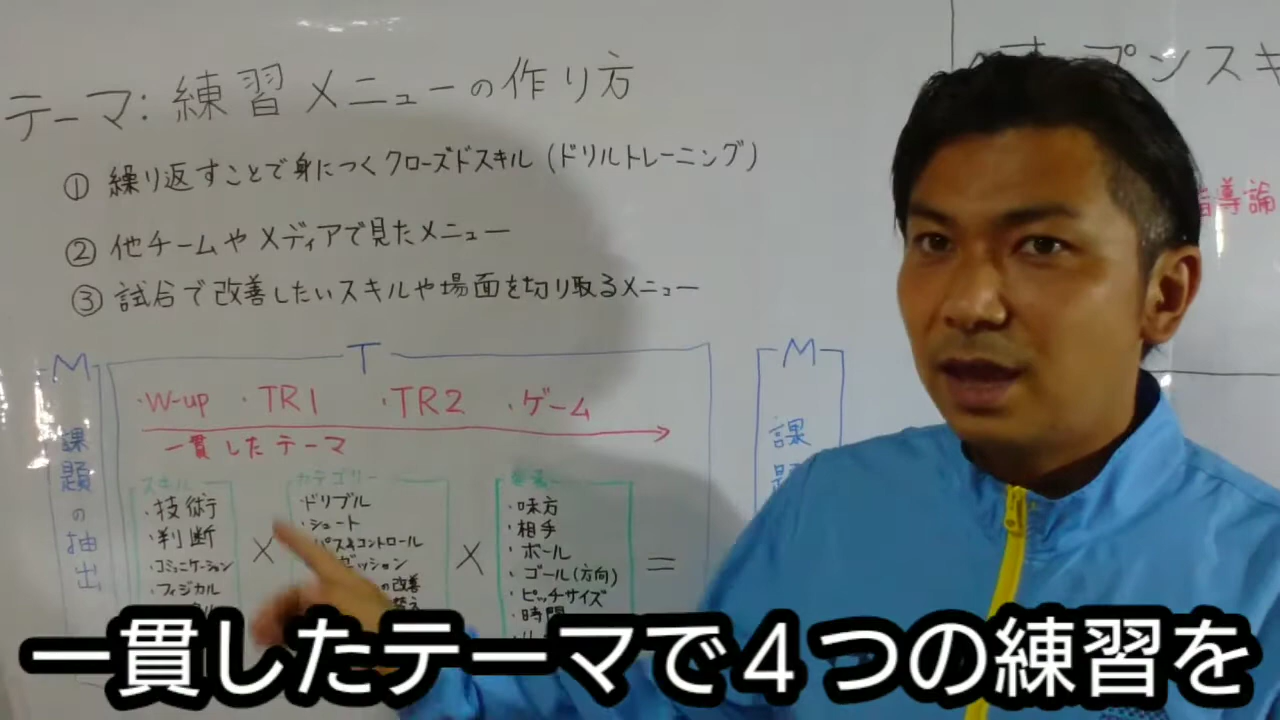 テーマ:練習メニューの作り方
① 繰り返すことで身につくクローズドスキル(ドリルトレーニング)
② 他チームやメディアで見たメニュー
③ 試合で改善したいスキルや場面を切り取るメニュー
オープンスキ
指導論
M
課題の抽出
T
・W-up ・TR1 ・TR2 ・ゲーム
一貫したテーマ
スキル
・技術
・判断
・コミュニケーション
・フィジカル
×
カテゴリー
・ドリブル
・シュート
パス&コントロール
の改善
×
・味方
・相手
・ボール
・ゴール(方向)
・ピッチサイズ
・時間
=
M
課題
一貫したテーマで4つの練習を